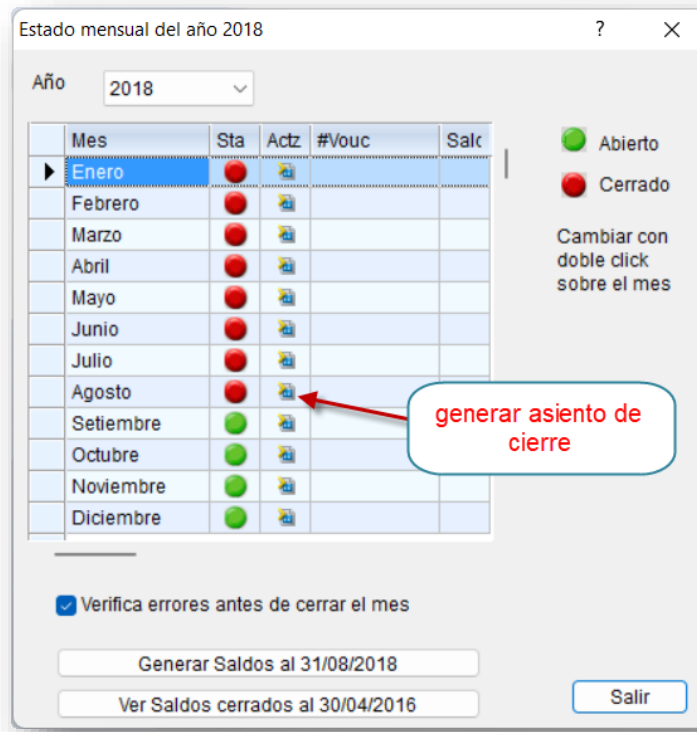 Estado mensual del año 2018
?
Año
2018
Mes Sta Actz #Vouc Salc
Enero
Febrero
Marzo
Abril
Mayo
Junio
Julio
Agosto
Setiembre
Octubre
Noviembre
Diciembre
Abierto
Cerrado
Cambiar con
doble click
sobre el mes
generar asiento de
cierre
Verifica errores antes de cerrar el mes
Generar Saldos al 31/08/2018
Ver Saldos cerrados al 30/04/2016
Salir